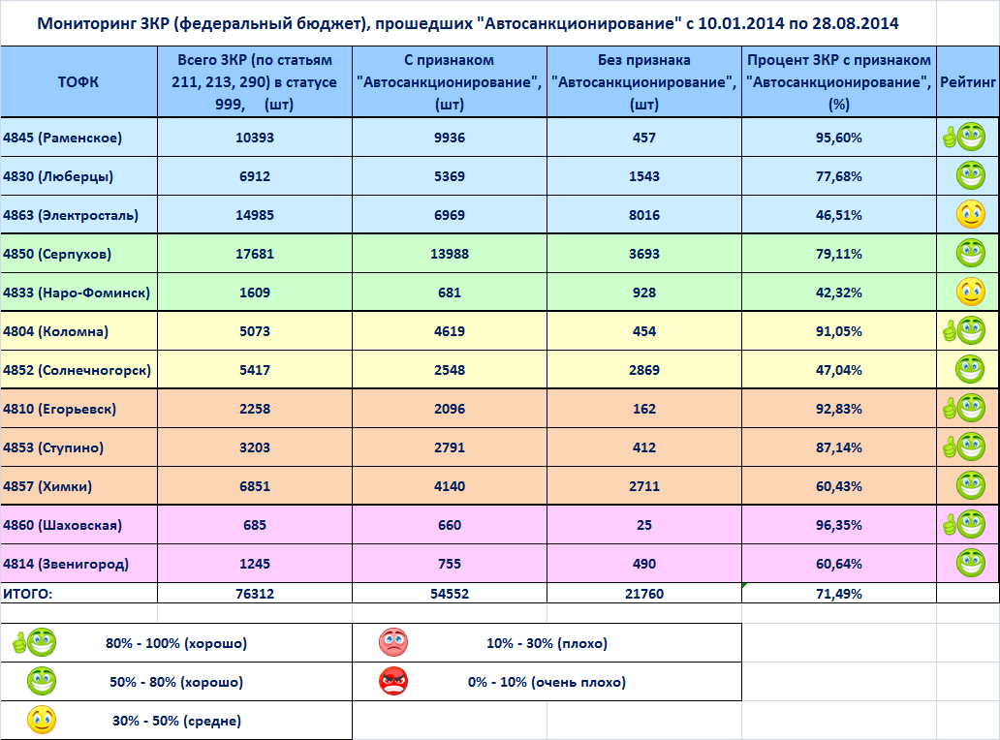 Мониторинг ЗКР (федеральный бюджет), прошедших "Автосанкционирование" с 10.01.2014 по 28.08.2014
ТОФК
Всего ЗКР (по статьям
211, 213, 290) в статусе
999, (шт)
С признаком
"Автосанкционирование",
(шт)
Без признака
"Автосанкционирование",
(шт)
Процент ЗКР с признаком
"Автосанкционирование",
(%)
Рейтинг
4845 (Раменское) 10393 9936 457 95,60%
4830 (Люберцы) 6912 5369 1543 77,68%
4863 (Электросталь) 14985 6969 8016 46,51%
4850 (Серпухов) 17681 13988 3693 79,11%
4833 (Наро-Фоминск) 1609 681 928 42,32%
4804 (Коломна) 5073 4619 454 91,05%
4852 (Солнечногорск) 5417 2548 2869 47,04%
4810 (Егорьевск) 2258 2096 162 92,83%
4853 (Ступино) 3203 2791 412 87,14%
4857 (Химки) 6851 4140 2711 60,43%
4860 (Шаховская) 685 660 25 96,35%
4814 (Звенигород) 1245 755 490 60,64%
ИТОГО: 76312 54552 21760 71,49%
80% - 100% (хорошо) 10% - 30% (плохо)
50% - 80% (хорошо) 0% - 10% (очень плохо)
30% - 50% (средне)